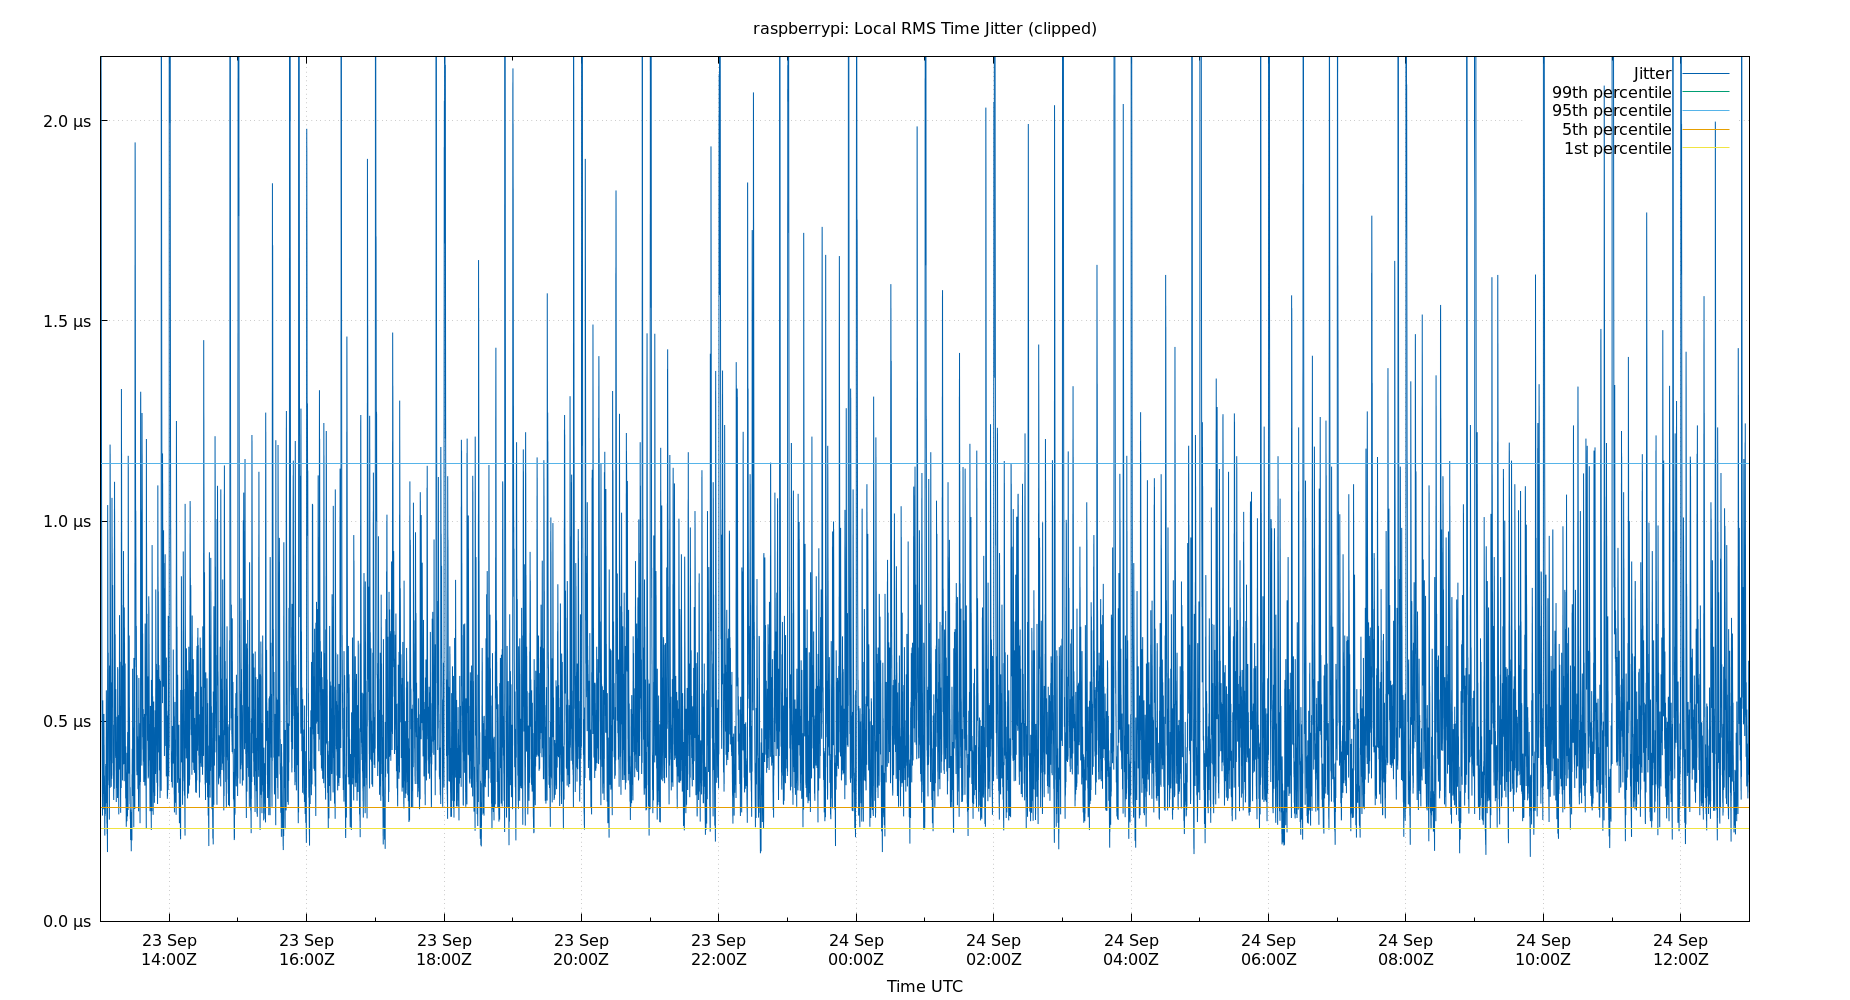 raspberrypi: Local RMS Time Jitter (clipped)
Jitter
99th percentile
95th percentile
5th percentile
1st percentile
2.0 µs
1.5 µs
1.0 µs
0.5 µs
0.0 µs
23 Sep 23 Sep 23 Sep 23 Sep 23 Sep 24 Sep 24 Sep 24 Sep 24 Sep 24 Sep 24 Sep 24 Sep
14:00Z 16:00Z 18:00Z 20:00Z 22:00Z 00:00Z 02:00Z 04:00Z 06:00Z 08:00Z 10:00Z 12:00Z
Time UTC